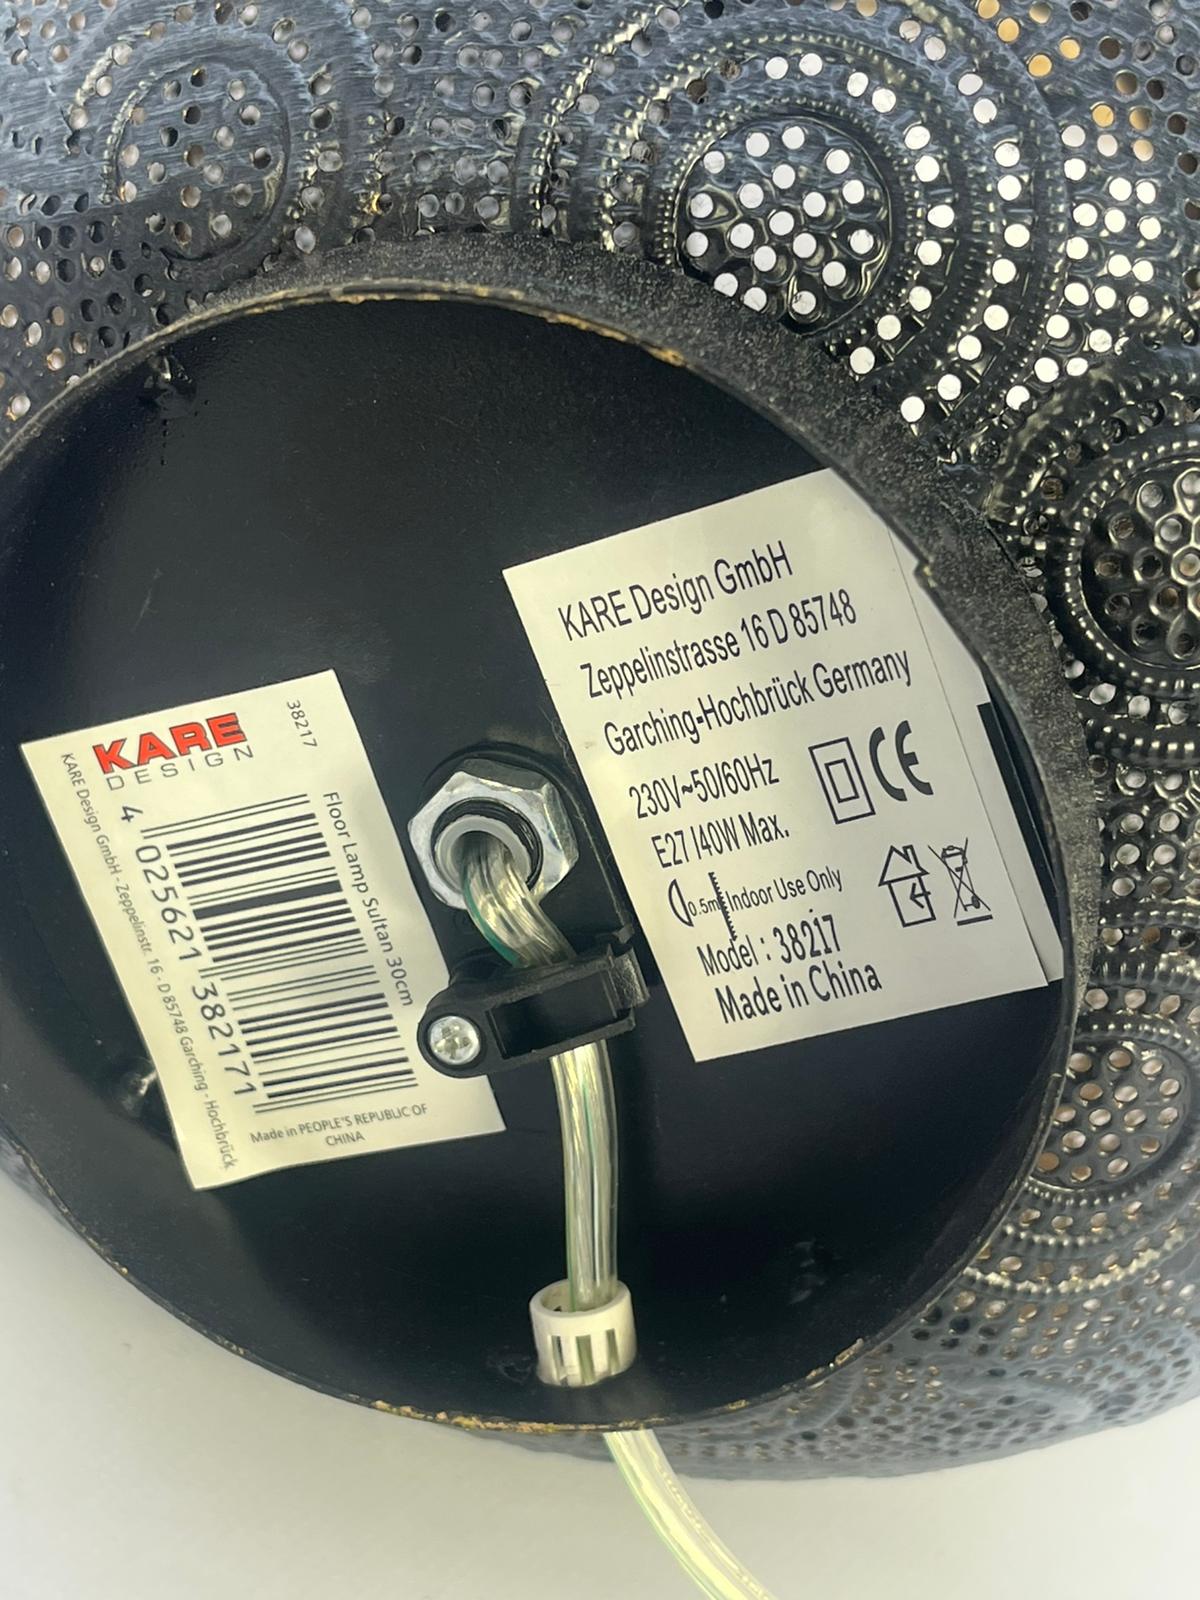 KARE
DESIGN
38217
Floor Lamp Sultan 30cm
4 025621 382171
KARE Design GmbH - Zeppelinstr. 16 - D 85748 Garching - Hochbrück
Made in PEOPLE'S REPUBLIC OF
CHINA
KARE Design GmbH
Zeppelinstrasse 16 D 85748
Garching-Hochbrück Germany
230V~50/60Hz
E27 /40W Max.
CE
0.5m Indoor Use Only
Model : 38217
Made in China